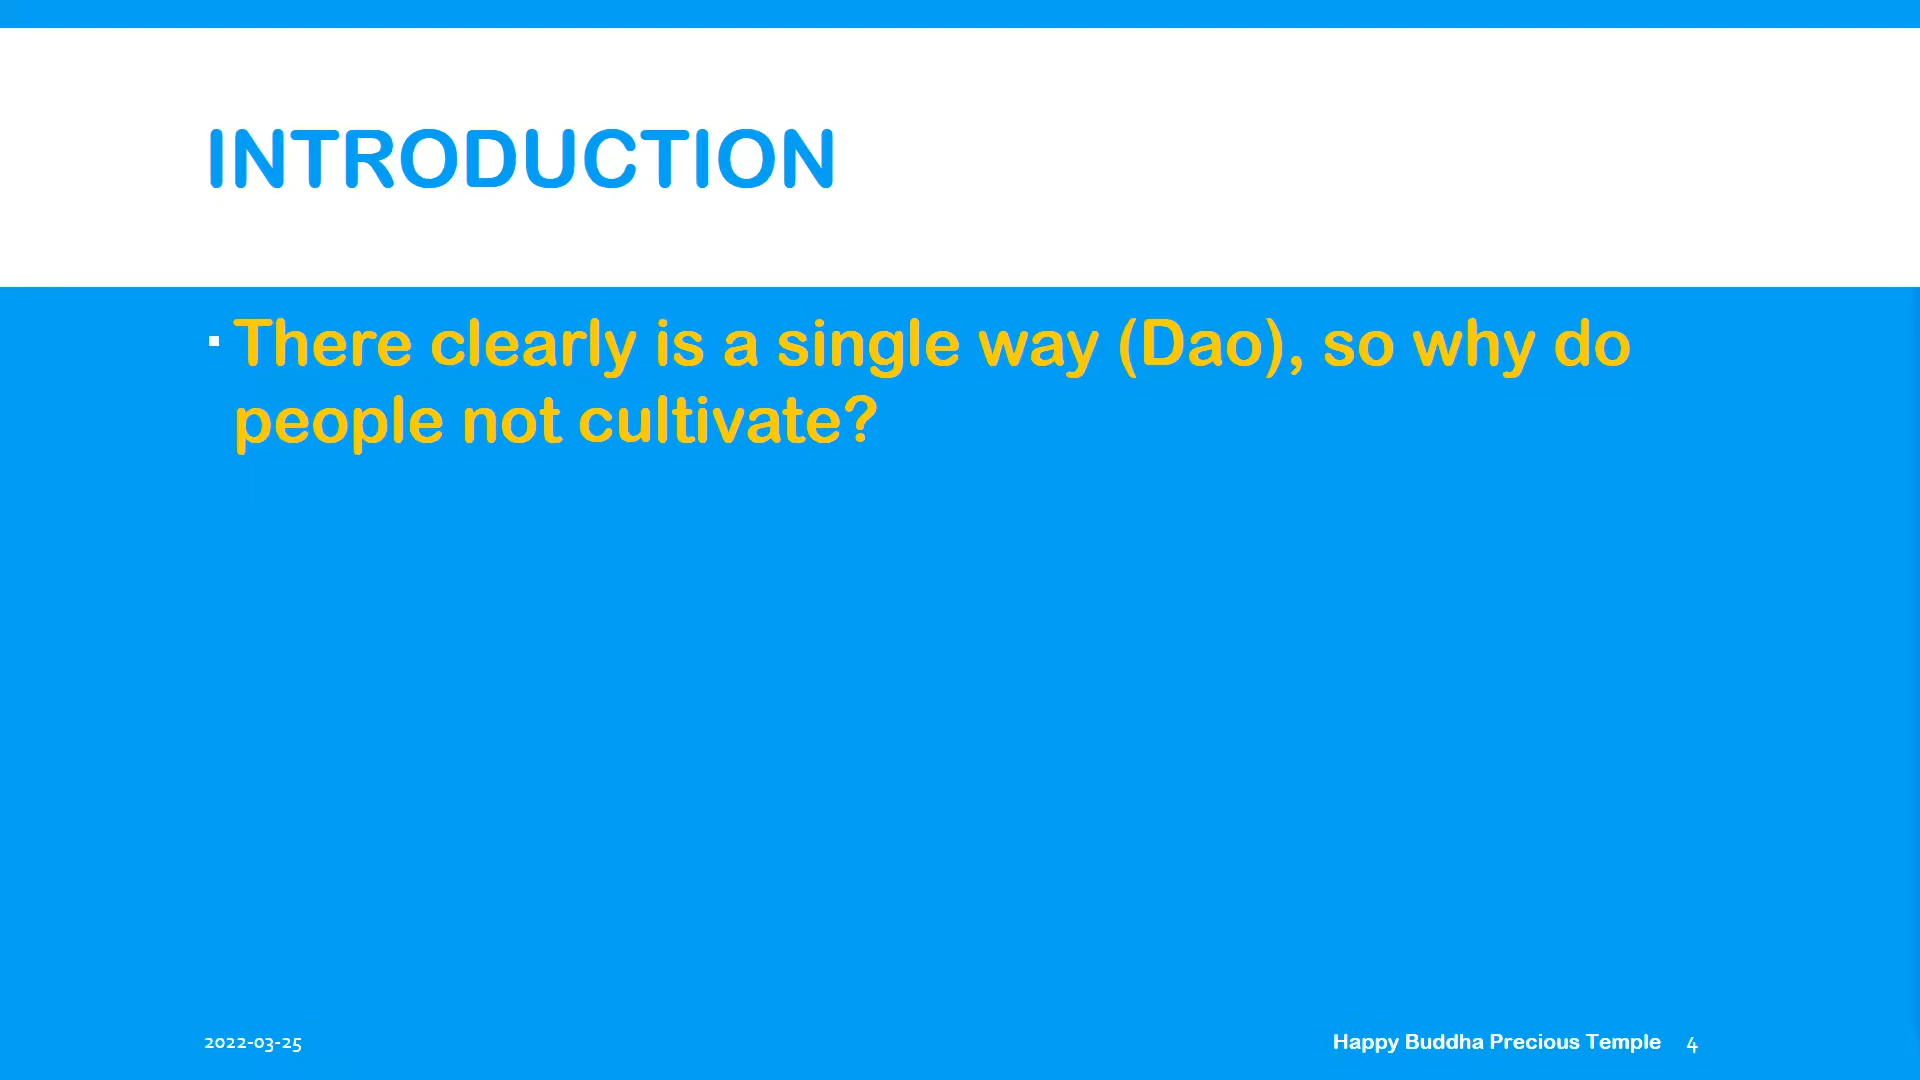 INTRODUCTION
▪ There clearly is a single way (Dao), so why do
people not cultivate?
2022-03-25
Happy Buddha Precious Temple 4